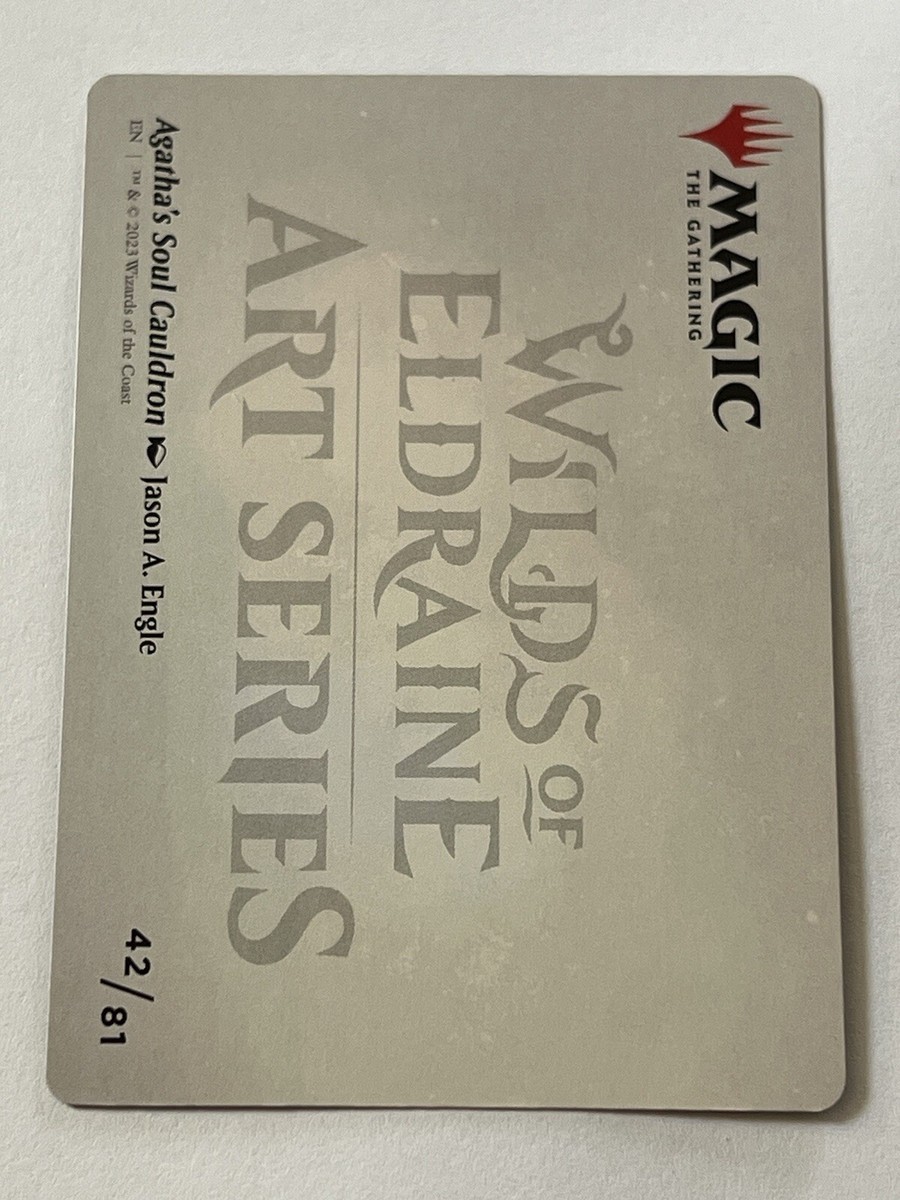 MAGIC
THE GATHERING
WILDS OF
ELDRAINE
ART SERIES
Agatha's Soul Cauldron Jason A. Engle
EN | ™ & © 2023 Wizards of the Coast
42/81